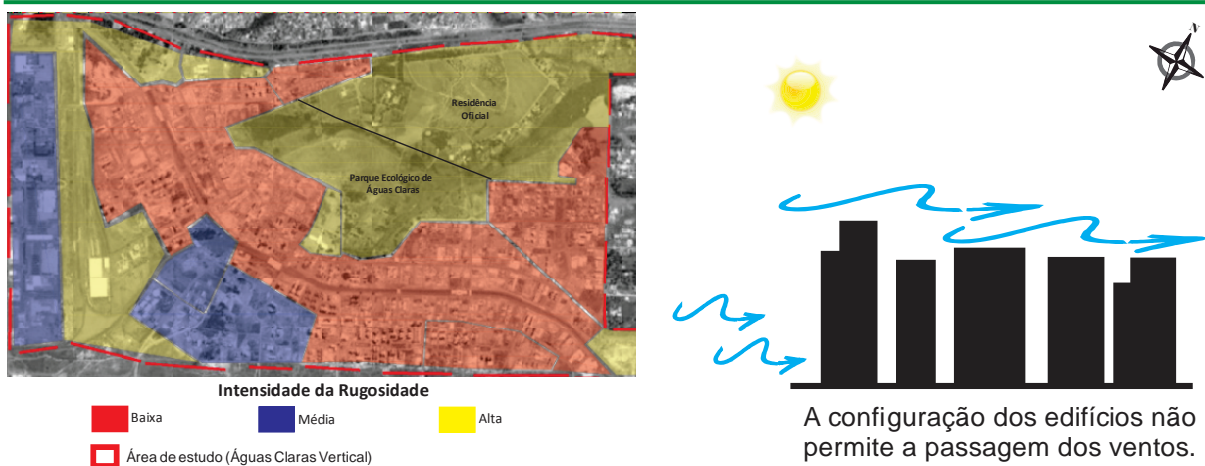 Residência
Oficial
Parque Ecológico de
Águas Claras
Intensidade da Rugosidade
Baixa
Média
Alta
Área de estudo (Águas Claras Vertical)
N
A configuração dos edifícios não
permite a passagem dos ventos.